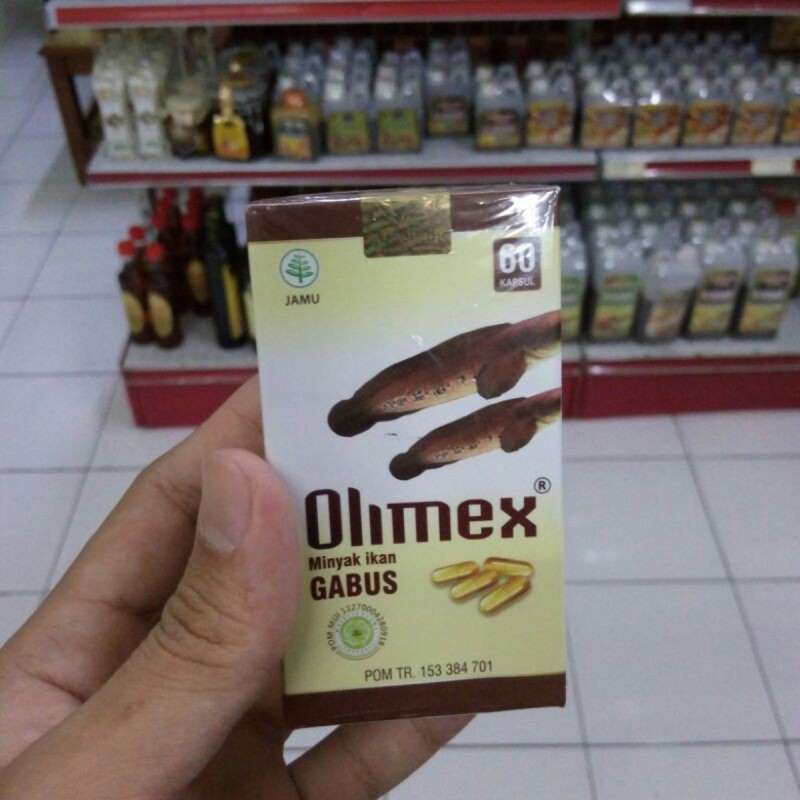 JAMU
60
KAPSUL
Olimex®
Minyak ikan
GABUS
POM TR. 153 384 701